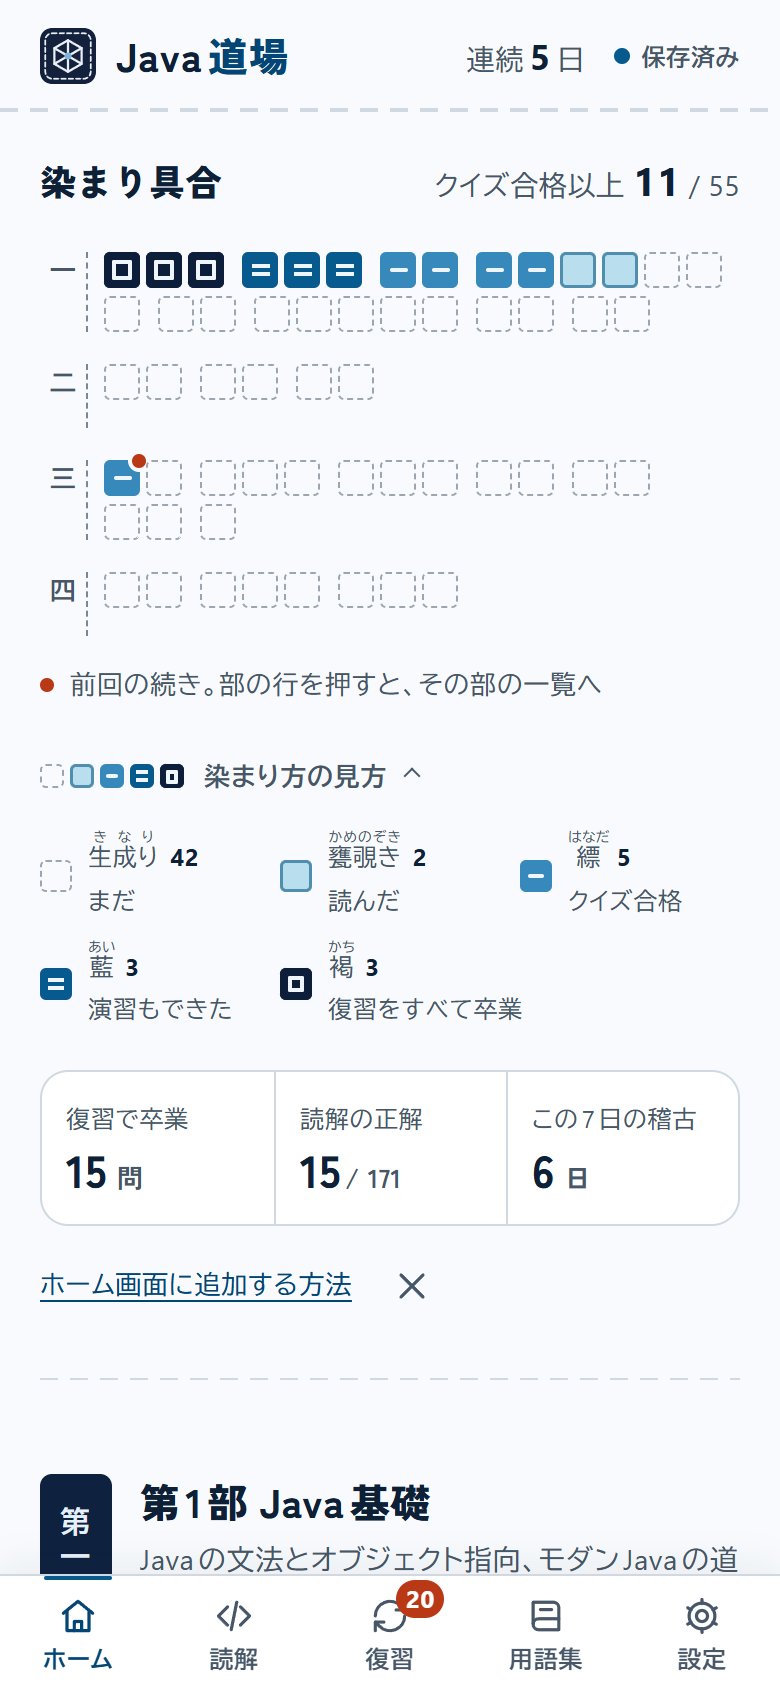 Java道場
連続 5 日
保存済み
染まり具合
クイズ合格以上 11 / 55
一
二
三
四
前回の続き。部の行を押すと、その部の一覧へ
染まり方の見方
きなり
生成り 42
まだ
かめのぞき
甕覗き 2
読んだ
はなだ
縹 5
クイズ合格
あい
藍 3
演習もできた
かち
褐 3
復習をすべて卒業
復習で卒業
15 問
読解の正解
15 / 171
この7日の稽古
6 日
ホーム画面に追加する方法
第一
第1部 Java基礎
Javaの文法とオブジェクト指向、モダンJavaの道
20
ホーム
読解
復習
用語集
設定